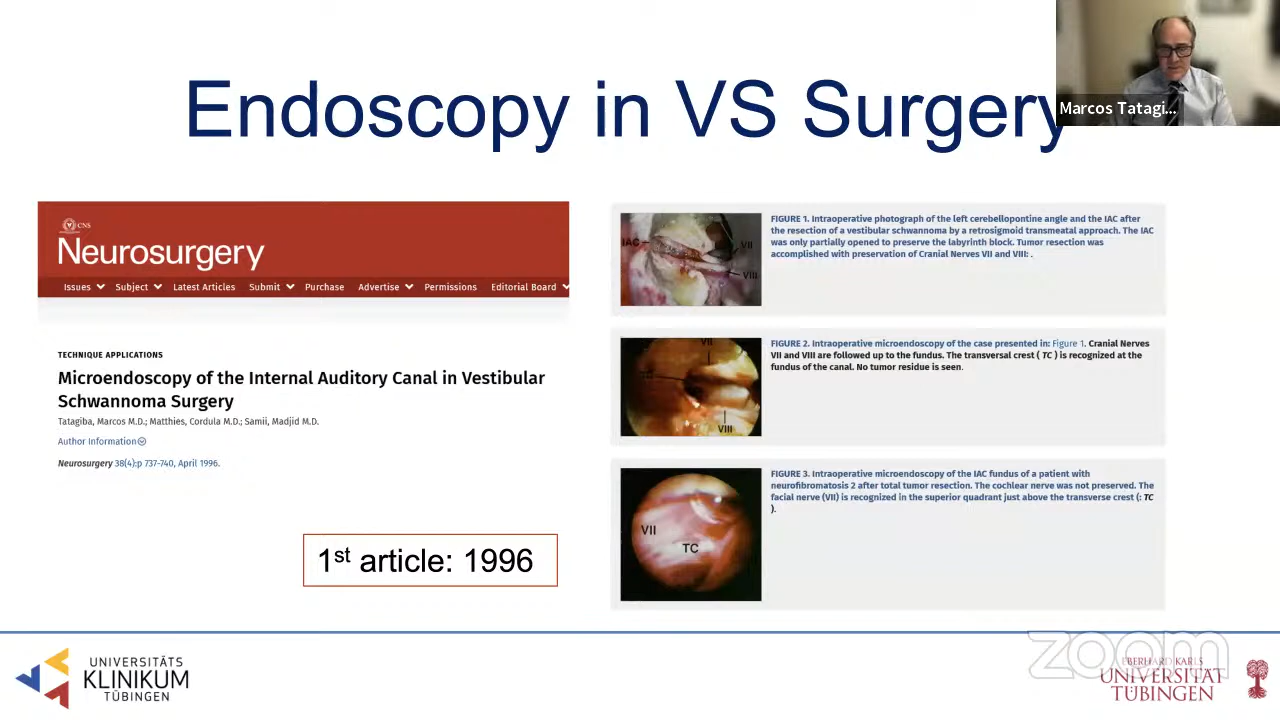 Endoscopy in VS Surgery
Marcos Tatagi...
CNS
Neurosurgery
Issues Subject Latest Articles Submit Purchase Advertise Permissions Editorial Board
TECHNIQUE APPLICATIONS
Microendoscopy of the Internal Auditory Canal in Vestibular
Schwannoma Surgery
Tatagiba, Marcos M.D.; Matthies, Cordula M.D.; Samii, Madjid M.D.
Author Information
Neurosurgery 38(4):p 737-740, April 1996.
1st article: 1996
IAC
VII
VIII
FIGURE 1. Intraoperative photograph of the left cerebellopontine angle and the IAC after
the resection of a vestibular schwannoma by a retrosigmoid transmeatal approach. The IAC
was only partially opened to preserve the labyrinth block. Tumor resection was
accomplished with preservation of Cranial Nerves VII and VIII: .
VII
VIII
FIGURE 2. Intraoperative microendoscopy of the case presented in: Figure 1. Cranial Nerves
VII and VIII are followed up to the fundus. The transversal crest ( TC ) is recognized at the
fundus of the canal. No tumor residue is seen.
VII
TC
FIGURE 3. Intraoperative microendoscopy of the IAC fundus of a patient with
neurofibromatosis 2 after total tumor resection. The cochlear nerve was not preserved. The
facial nerve (VII) is recognized in the superior quadrant just above the transverse crest (: TC
).
UNIVERSITÄTS
KLINIKUM
TÜBINGEN
zoom
EBERHARD KARLS
UNIVERSITÄT
TÜBINGEN